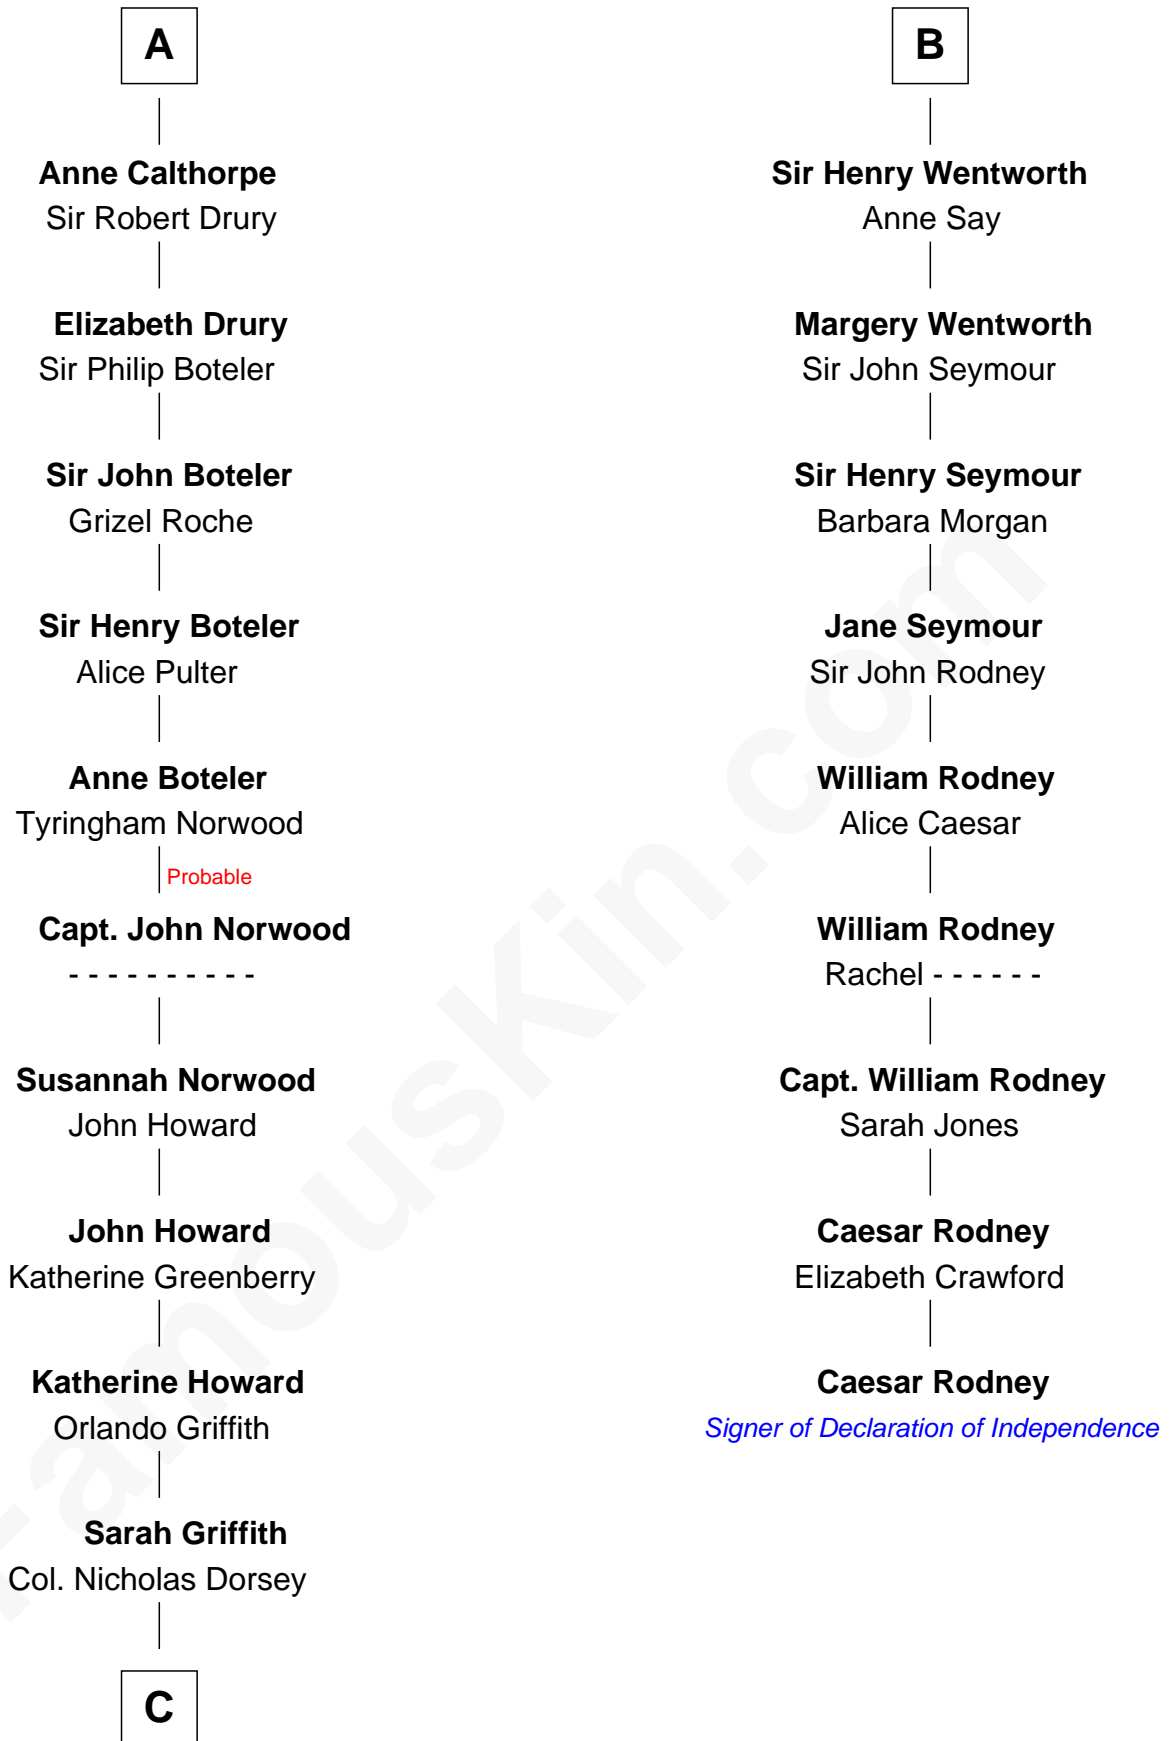 A
Anne Calthorpe
Sir Robert Drury
Elizabeth Drury
Sir Philip Boteler
Sir John Boteler
Grizel Roche
Sir Henry Boteler
Alice Pulter
Anne Boteler
Tyringham Norwood
Probable
Capt. John Norwood
- - - - - - - - - -
Susannah Norwood
John Howard
John Howard
Katherine Greenberry
Katherine Howard
Orlando Griffith
Sarah Griffith
Col. Nicholas Dorsey
C
B
Sir Henry Wentworth
Anne Say
Margery Wentworth
Sir John Seymour
Sir Henry Seymour
Barbara Morgan
Jane Seymour
Sir John Rodney
William Rodney
Alice Caesar
William Rodney
Rachel - - - - - -
Capt. William Rodney
Sarah Jones
Caesar Rodney
Elizabeth Crawford
Caesar Rodney
Signer of Declaration of Independence
FamousKin.com